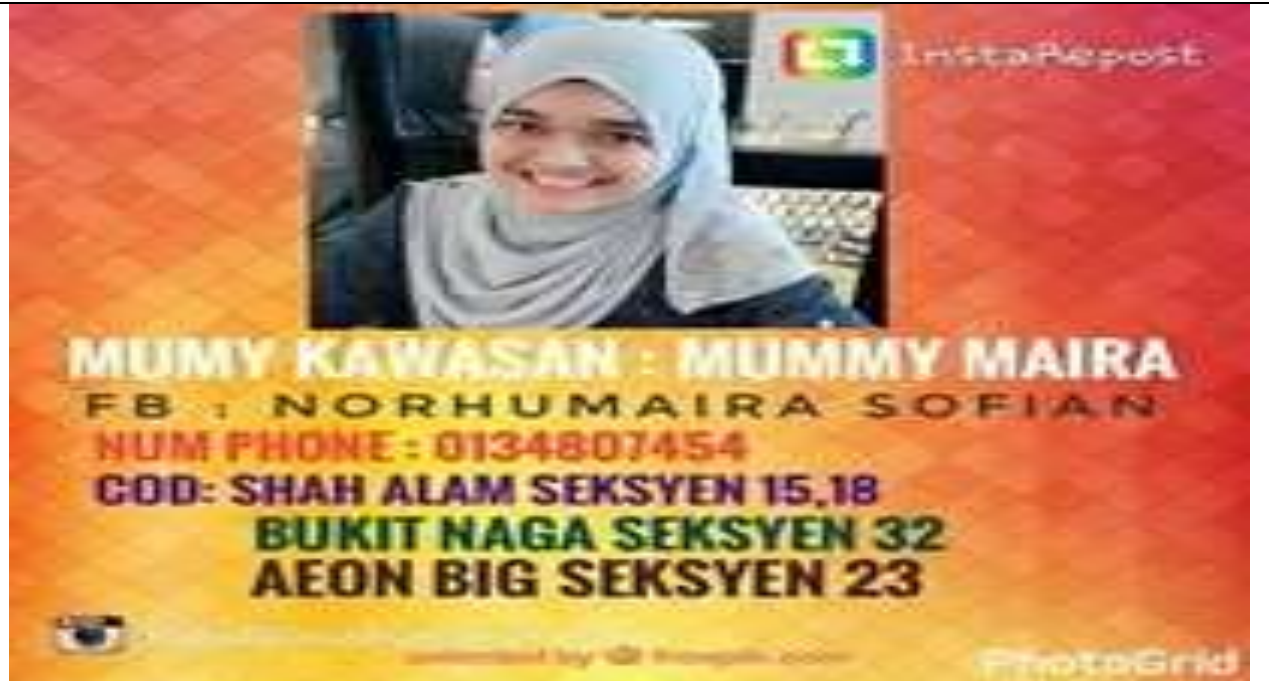 InstaRepost
MUMY KAWASAN : MUMMY MAIRA
FB : NORHUMAIRA SOFIAN
NUM PHONE : 0134807454
COD: SHAH ALAM SEKSYEN 15,18
BUKIT NAGA SEKSYEN 32
AEON BIG SEKSYEN 23
PhotoGrid